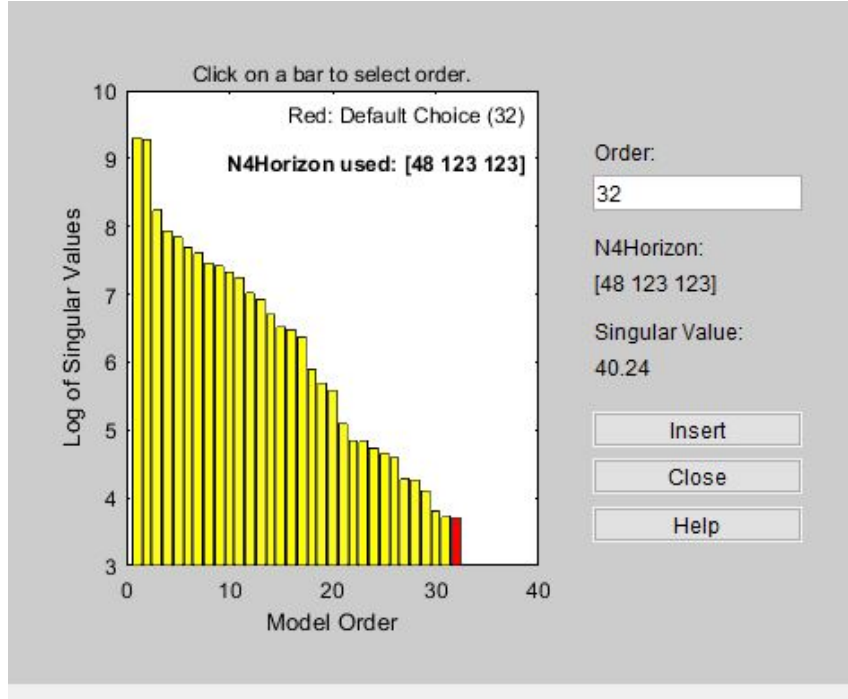 Click on a bar to select order.
10
9
8
7
6
5
4
3
Log of Singular Values
Red: Default Choice (32)
N4Horizon used: [48 123 123]
0 10 20 30 40
Model Order
Order:
32
N4Horizon:
[48 123 123]
Singular Value:
40.24
Insert
Close
Help